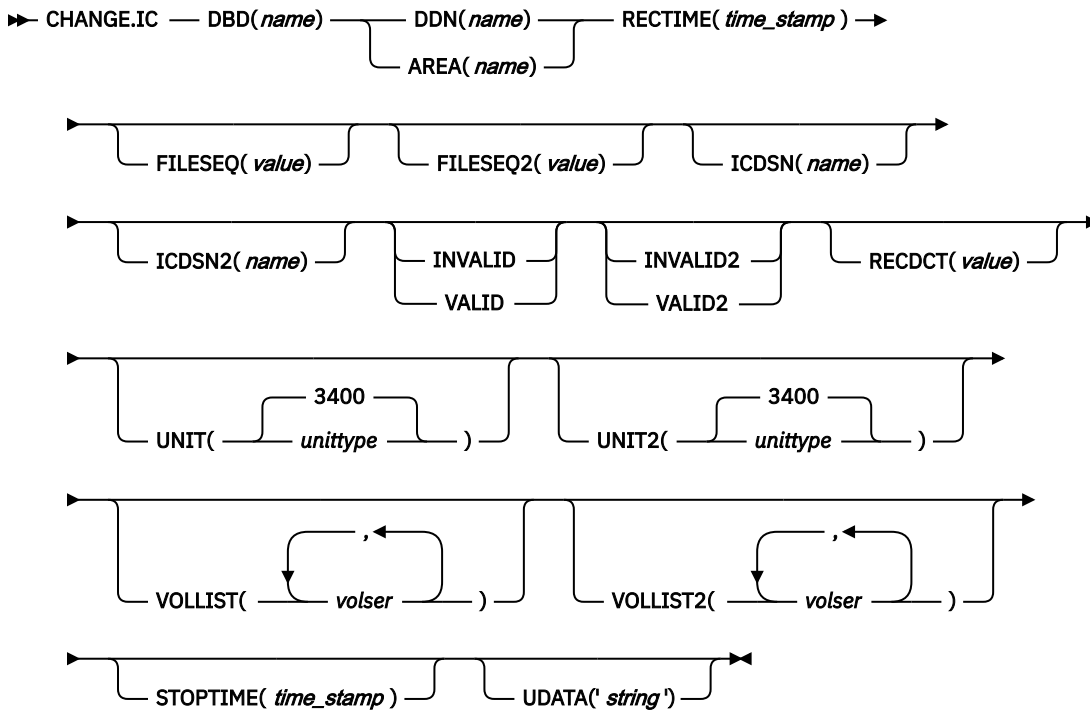 CHANGE.IC DBD(name) DDN(name) RECTIME( time_stamp )
AREA( name)
FILESEQ( value) FILESEQ2( value) ICDSN( name)
ICDSN2( name) INVALID INVALID2 RECDCT( value)
VALID VALID2
3400 3400
UNIT( unittype ) UNIT2( unittype )
, ,
VOLLIST( volser ) VOLLIST2( volser )
STOPTIME( time_stamp ) UDATA(' string ')